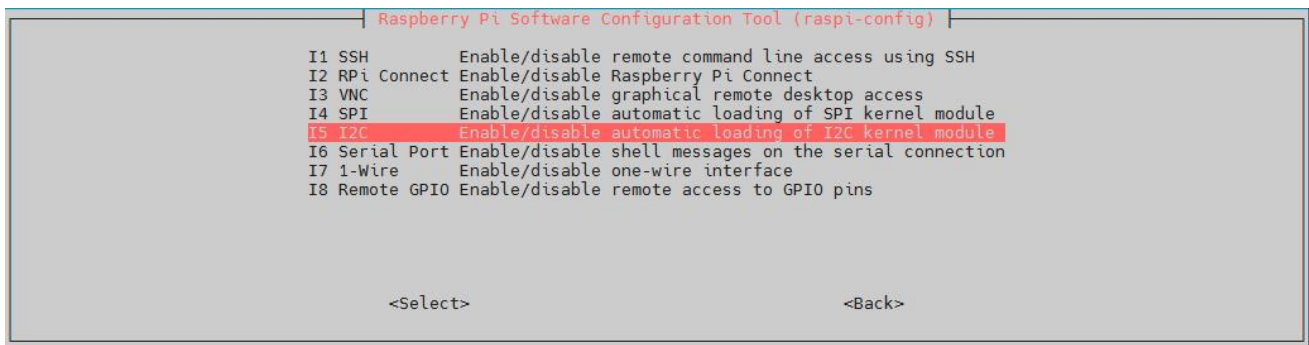 Raspberry Pi Software Configuration Tool (raspi-config)
I1 SSH Enable/disable remote command line access using SSH
I2 RPi Connect Enable/disable Raspberry Pi Connect
I3 VNC Enable/disable graphical remote desktop access
I4 SPI Enable/disable automatic loading of SPI kernel module
I5 I2C Enable/disable automatic loading of I2C kernel module
I6 Serial Port Enable/disable shell messages on the serial connection
I7 1-Wire Enable/disable one-wire interface
I8 Remote GPIO Enable/disable remote access to GPIO pins
<Select> <Back>